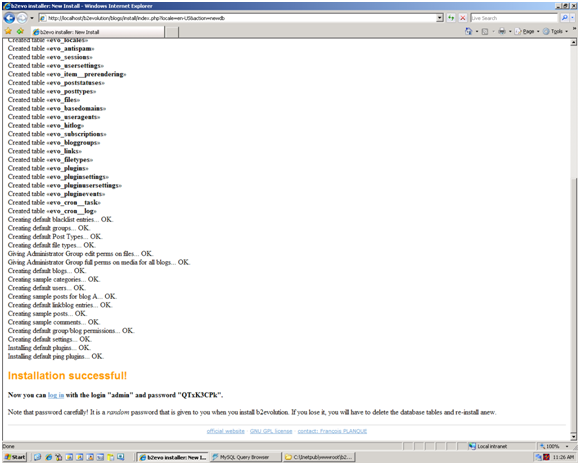 b2evo installer: New Install - Windows Internet Explorer
http://localhost/b2evolution/blogs/install/index.php?locale=en-US&action=newdb
Live Search
b2evo installer: New Install
Page
Tools
Created table «evo_locales»
Created table «evo_antispam»
Created table «evo_sessions»
Created table «evo_usersettings»
Created table «evo_item__prerendering»
Created table «evo_poststatuses»
Created table «evo_posttypes»
Created table «evo_files»
Created table «evo_basedomains»
Created table «evo_useragents»
Created table «evo_hitlog»
Created table «evo_subscriptions»
Created table «evo_bloggroups»
Created table «evo_links»
Created table «evo_filetypes»
Created table «evo_plugins»
Created table «evo_pluginsettings»
Created table «evo_pluginusersettings»
Created table «evo_pluginevents»
Created table «evo_cron__task»
Created table «evo_cron__log»
Creating default blacklist entries... OK.
Creating default groups... OK.
Creating default Post Types... OK.
Creating default file types... OK.
Giving Administrator Group edit perms on files... OK.
Giving Administrator Group full perms on media for all blogs... OK.
Creating default blogs... OK.
Creating sample categories... OK.
Creating default users... OK.
Creating sample posts for blog A... OK.
Creating default linkblog entries... OK.
Creating sample posts... OK.
Creating sample comments... OK.
Creating default group/blog permissions... OK.
Creating default settings... OK.
Installing default plugins... OK.
Installing ping plugins... OK.
Installation successful!
Now you can log in with the login "admin" and password "QTxK3CPk".
Note that password carefully! It is a random password that is given to you when you install b2evolution. If you lose it, you will have to delete the database tables and re-install anew.
official website · GNU GPL license · contact: François PLANQUE
Done
Local intranet
100%
Start
b2evo installer: New I...
MySQL Query Browser
C:\Inetpub\wwwroot\b2...
11:26 AM